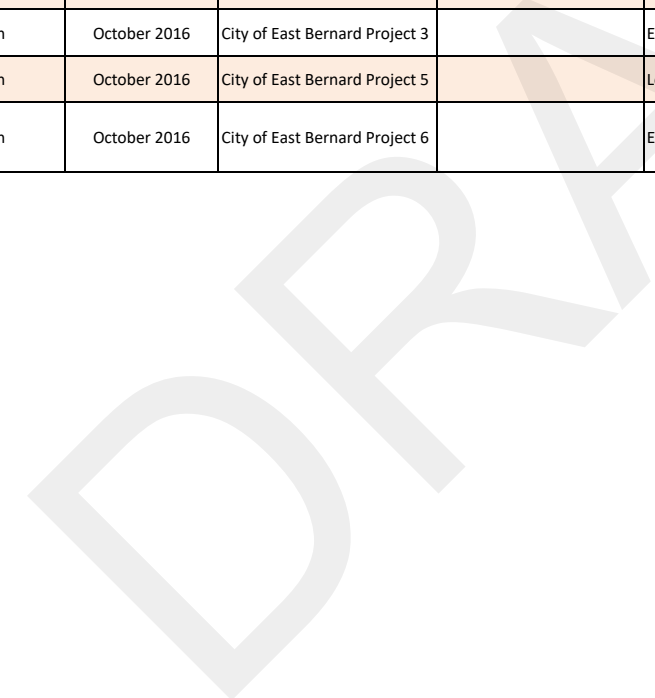 n October 2016 City of East Bernard Project 3 E
n October 2016 City of East Bernard Project 5 L
n October 2016 City of East Bernard Project 6 E
DRA